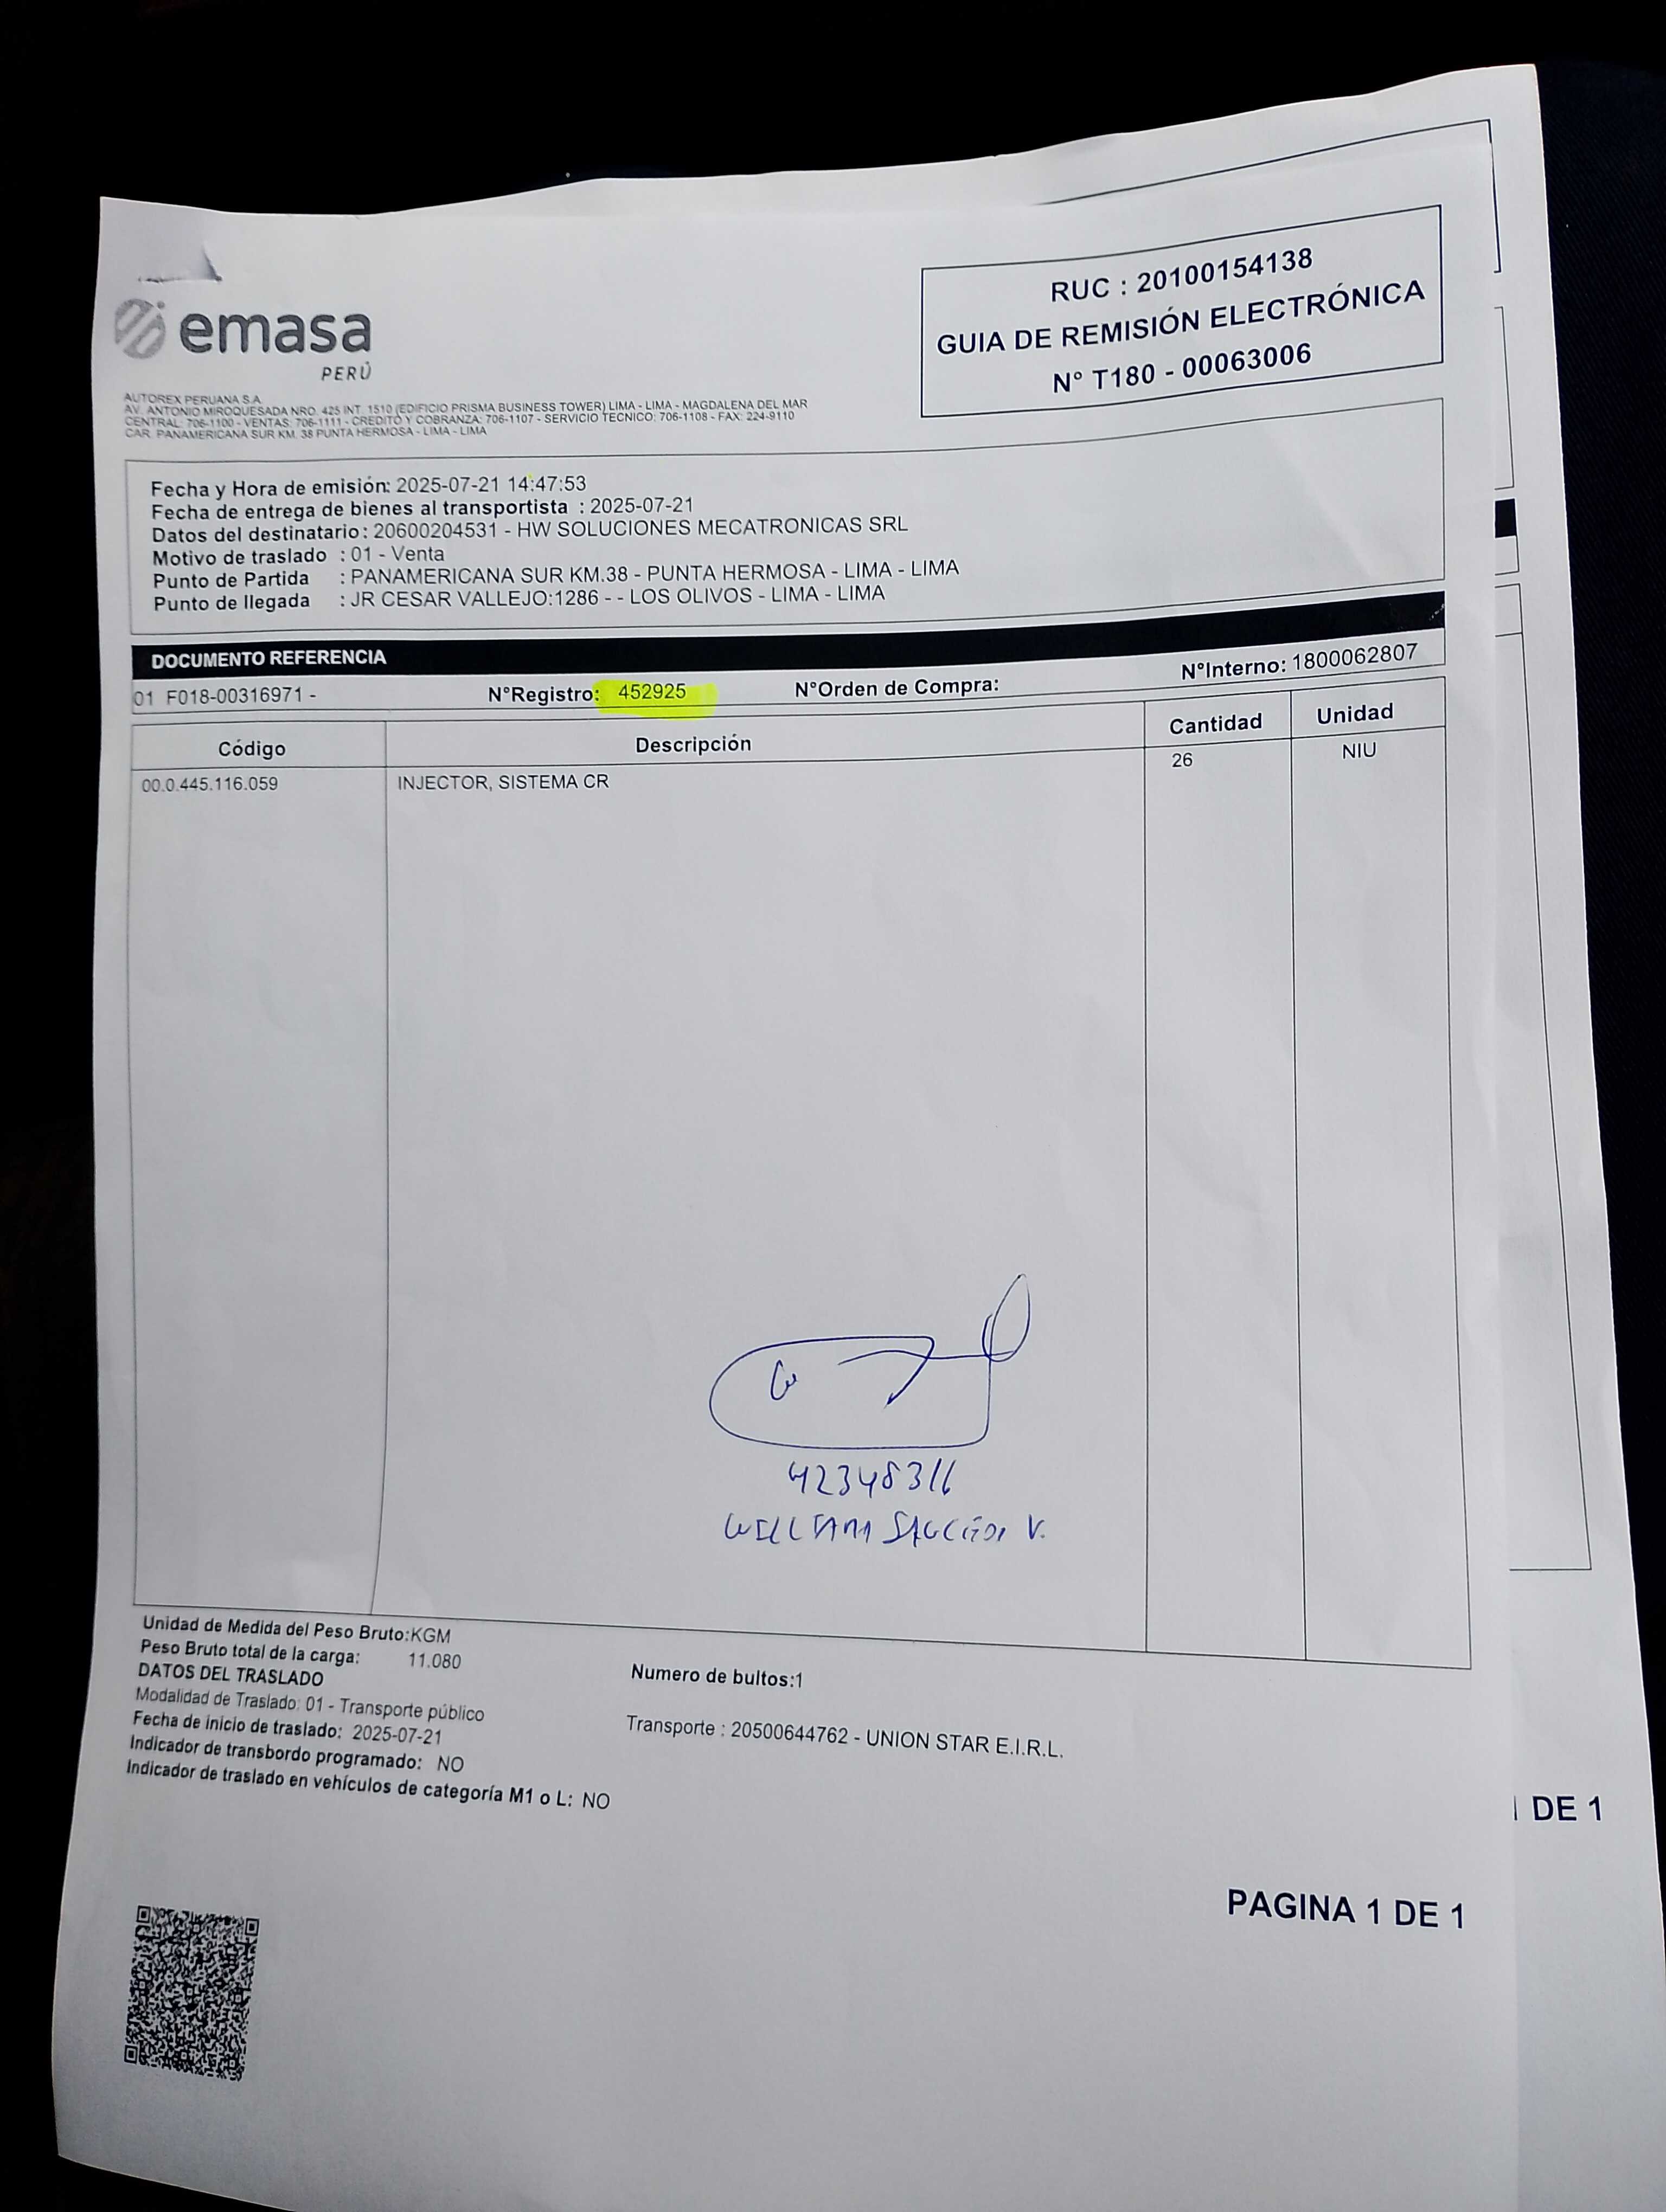 emasa
PERÚ
RUC : 20100154138
GUIA DE REMISIÓN ELECTRÓNICA
N° T180 - 00063006
AUTOREX PERUANA S.A
AV. ANTONIO MIROQUESADA NRO. 425 INT. 1510 (EDIFICIO PRISMA BUSINESS TOWER) LIMA - LIMA - MAGDALENA DEL MAR
CENTRAL: 706-1100 - VENTAS: 706-1111 - CREDITO Y COBRANZA: 706-1107 - SERVICIO TECNICO: 706-1108 - FAX: 224-9110
CAR. PANAMERICANA SUR KM. 38 PUNTA HERMOSA - LIMA - LIMA
Fecha y Hora de emisión: 2025-07-21 14:47:53
Fecha de entrega de bienes al transportista : 2025-07-21
Datos del destinatario: 20600204531 - HW SOLUCIONES MECATRONICAS SRL
Motivo de traslado : 01 - Venta
Punto de Partida : PANAMERICANA SUR KM.38 - PUNTA HERMOSA - LIMA - LIMA
Punto de llegada : JR CESAR VALLEJO:1286 - - LOS OLIVOS - LIMA - LIMA
DOCUMENTO REFERENCIA
01 F018-00316971 - N°Registro: 452925 N°Orden de Compra: N°Interno: 1800062807
Código Descripción Cantidad Unidad
00.0.445.116.059 INJECTOR, SISTEMA CR 26 NIU
42348316
V.
Unidad de Medida del Peso Bruto:KGM
Peso Bruto total de la carga: 11.080
Numero de bultos:1
DATOS DEL TRASLADO
Modalidad de Traslado: 01 - Transporte público
Fecha de inicio de traslado: 2025-07-21
Transporte : 20500644762 - UNION STAR E.I.R.L.
Indicador de transbordo programado: NO
Indicador de traslado en vehículos de categoría M1 o L: NO
DE 1
PAGINA 1 DE 1